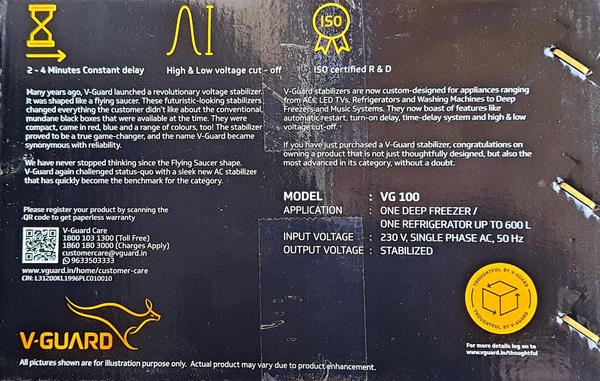 ISO
2 - 4 Minutes Constant delay
High & Low voltage cut - off
ISO certified R & D
Many years ago, V-Guard launched a revolutionary voltage stabilizer.
It was shaped like a flying saucer. These futuristic-looking stabilizers
changed everything the customer didn't like about the conventional,
mundane black boxes that were available at the time. They were
compact, came in red, blue and a range of colours, too! The stabilizer
proved to be a true game-changer, and the name V-Guard became
synonymous with reliability.
We have never stopped thinking since the Flying Saucer shape.
V-Guard again challenged status-quo with a sleek new AC stabilizer
that has quickly become the benchmark for the category.
V-Guard stabilizers are now custom-designed for appliances ranging
from ACs, LED TVs, Refrigerators and Washing Machines to Deep
Freezers and Music Systems. They now boast of features like
automatic restart, turn-on delay, time-delay system and high & low
voltage cut-off.
If you have just purchased a V-Guard stabilizer, congratulations on
owning a product that is not just thoughtfully designed, but also the
most advanced in its category, without a doubt.
MODEL : VG 100
APPLICATION : ONE DEEP FREEZER /
ONE REFRIGERATOR UP TO 600 L
INPUT VOLTAGE : 230 V, SINGLE PHASE AC, 50 Hz
OUTPUT VOLTAGE : STABILIZED
Please register your product by scanning the
QR code to get paperless warranty
V-Guard Care
1800 103 1300 (Toll Free)
1860 180 3000 (Charges Apply)
customercare@vguard.in
9633503333
www.vguard.in/home/customer-care
CIN: L31200KL1996PLC010010
V-GUARD
THOUGHTFUL BY V-GUARD
THOUGHTFUL BY V-GUARD
For more details log on to
www.vguard.in/thoughtful
All pictures shown are for illustration purpose only. Actual product may vary due to product enhancement.